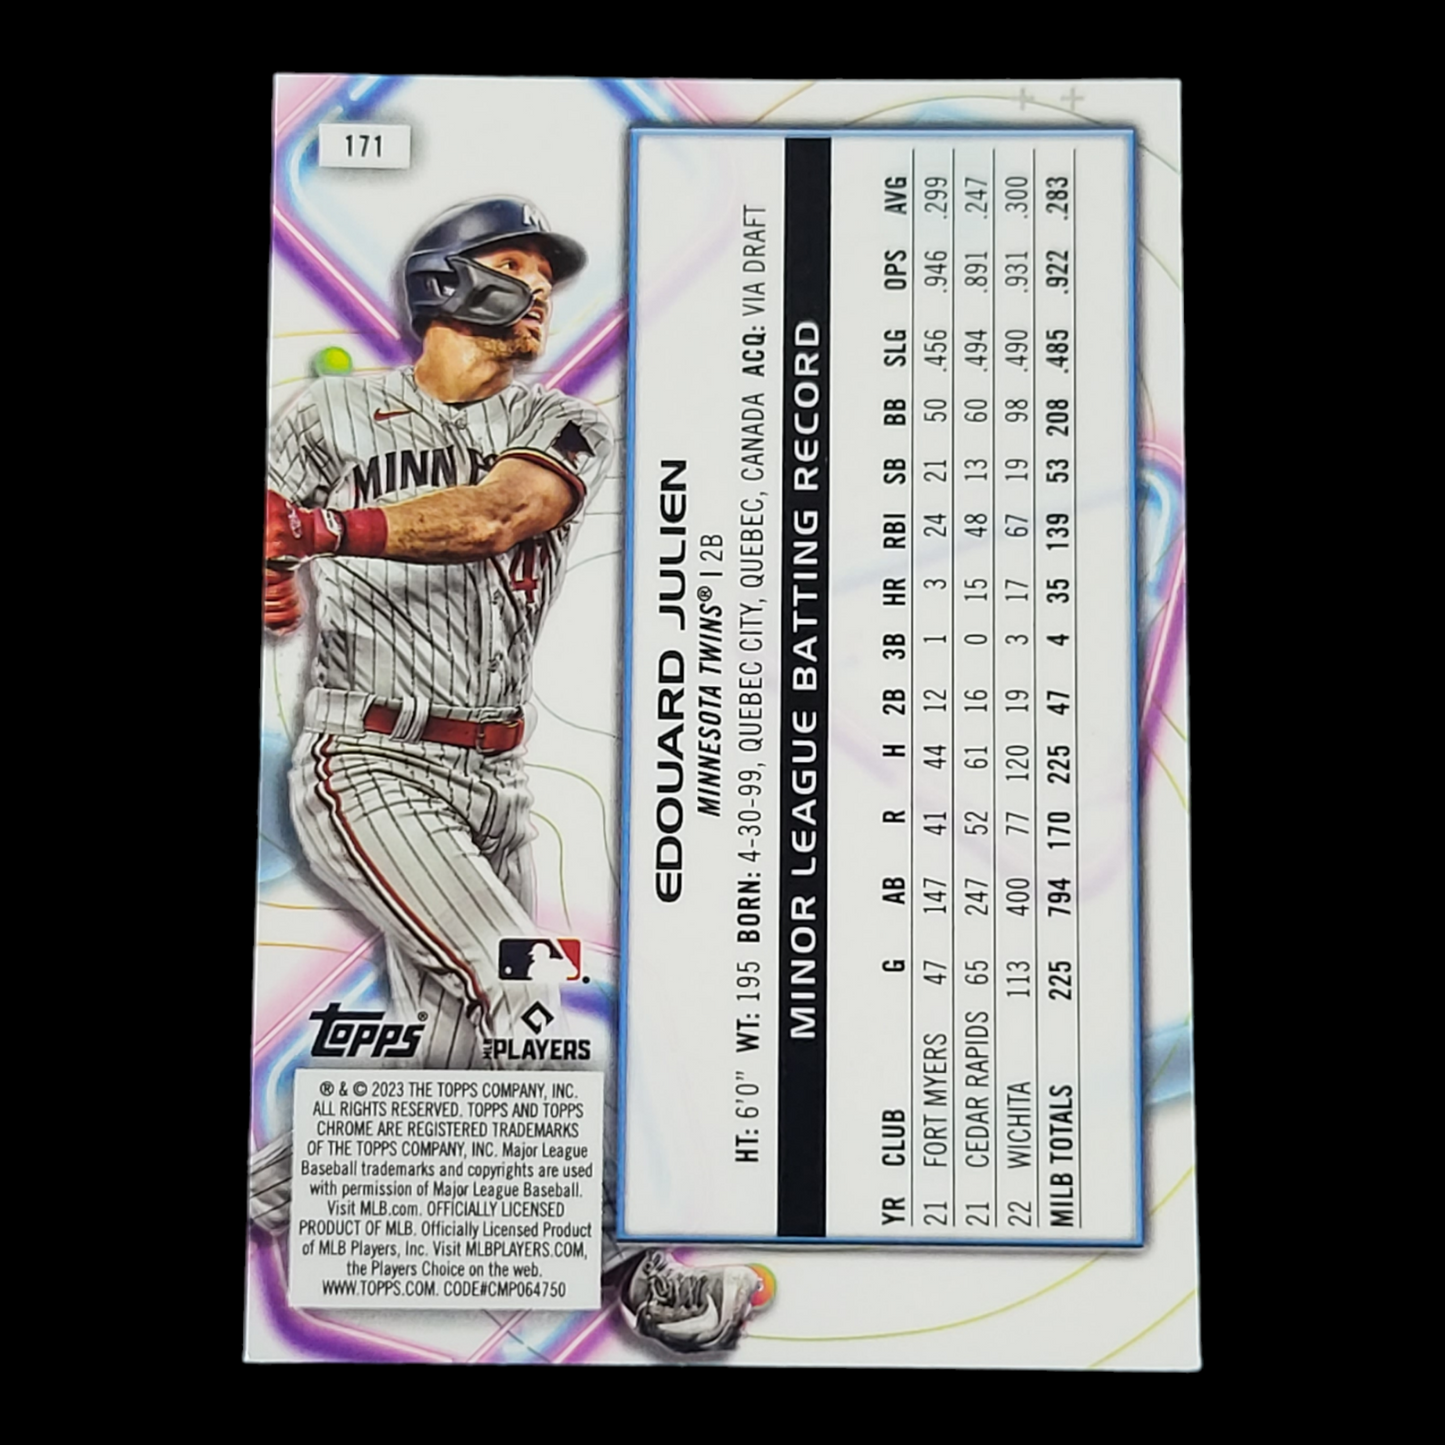 171
MINNE
4
M
TOPPS®
MLB PLAYERS
® & © 2023 THE TOPPS COMPANY, INC.
ALL RIGHTS RESERVED. TOPPS AND TOPPS
CHROME ARE REGISTERED TRADEMARKS
OF THE TOPPS COMPANY, INC. Major League
Baseball trademarks and copyrights are used
with permission of Major League Baseball.
Visit MLB.com. OFFICIALLY LICENSED
PRODUCT OF MLB. Officially Licensed Product
of MLB Players, Inc. Visit MLBPLAYERS.COM,
the Players Choice on the web.
WWW.TOPPS.COM. CODE#CMP064750
EDOUARD JULIEN
MINNESOTA TWINS® | 2B
HT: 6'0" WT: 195 BORN: 4-30-99, QUEBEC CITY, QUEBEC, CANADA ACQ: VIA DRAFT
MINOR LEAGUE BATTING RECORD
YR CLUB G AB R H 2B 3B HR RBI SB BB SLG OPS AVG
21 FORT MYERS 47 147 41 44 12 1 3 24 21 50 .456 .946 .299
21 CEDAR RAPIDS 65 247 52 61 16 0 15 48 13 60 .494 .891 .247
22 WICHITA 113 400 77 120 19 3 17 67 19 98 .490 .931 .300
MLB TOTALS 225 794 170 225 47 4 35 139 53 208 .485 .922 .283